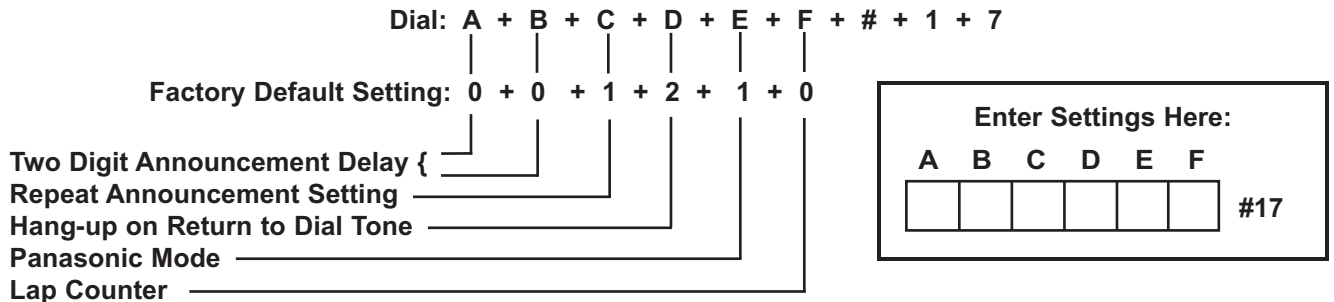 Dial: A + B + C + D + E + F + # + 1 + 7
Factory Default Setting: 0 + 0 + 1 + 2 + 1 + 0
Two Digit Announcement Delay {
Repeat Announcement Setting
Hang-up on Return to Dial Tone
Panasonic Mode
Lap Counter
Enter Settings Here:
A B C D E F
#17